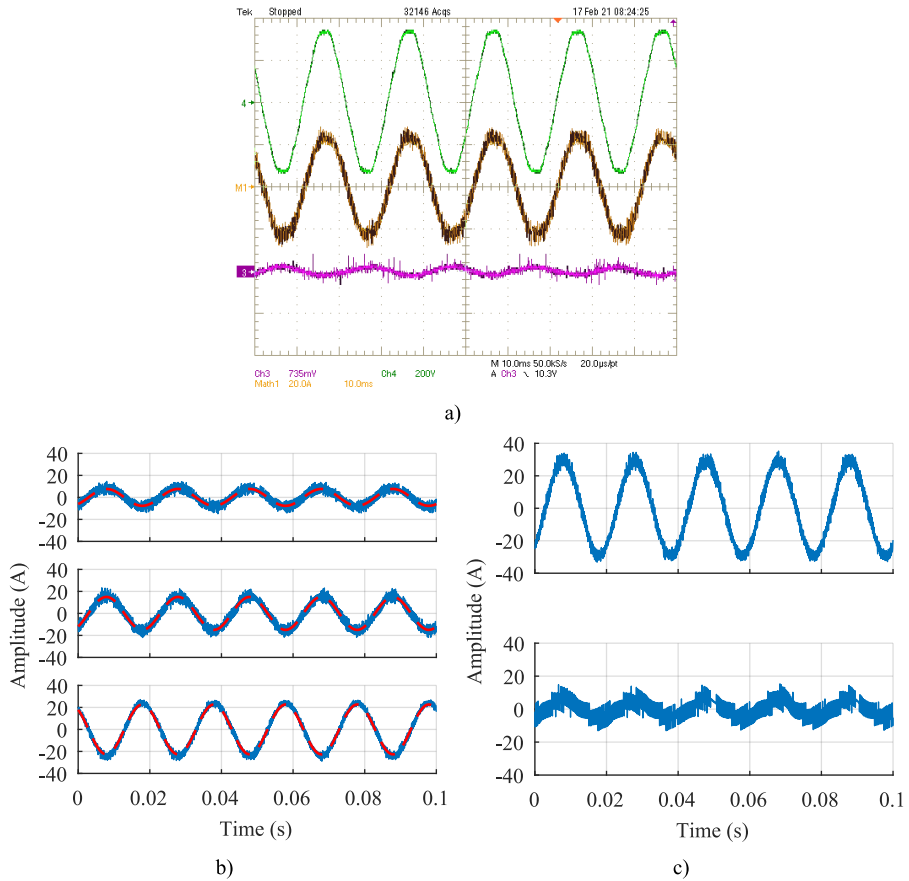 Tek Stopped 32146 Acqs 17 Feb 21 08:24:25
4
M1
3
M 10.0ms 50.0kS/s 20.0µs/pt
Ch3 735mV Ch4 200V A Ch3 10.3V
Math1 20.0A 10.0ms
a)
40
20
0
-20
-40
40
20
0
-20
-40
40
20
0
-20
-40
Amplitude (A)
0 0.02 0.04 0.06 0.08 0.1
Time (s)
b)
40
20
0
-20
-40
40
20
0
-20
-40
Amplitude (A)
0 0.02 0.04 0.06 0.08 0.1
Time (s)
c)